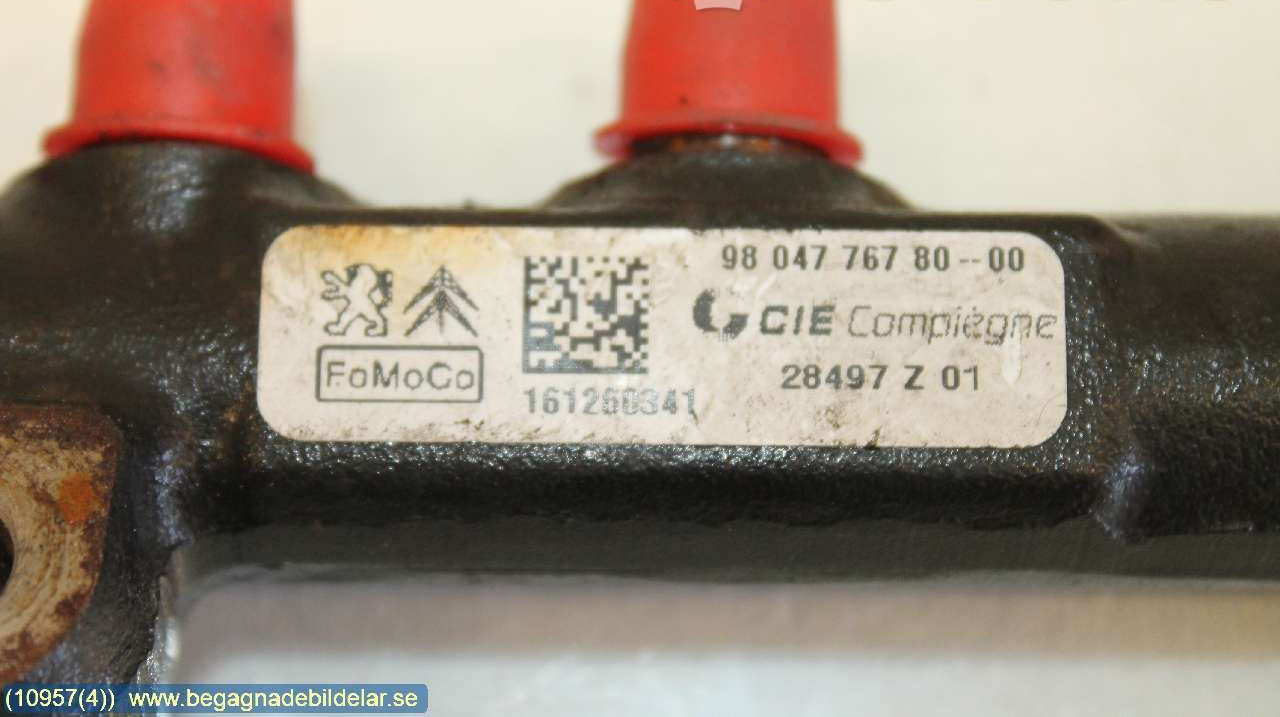 98 047 767 80--00
CIE Compiègne
28497 Z 01
FoMoCo
161260341
(10957(4)) www.begagnadebildelar.se